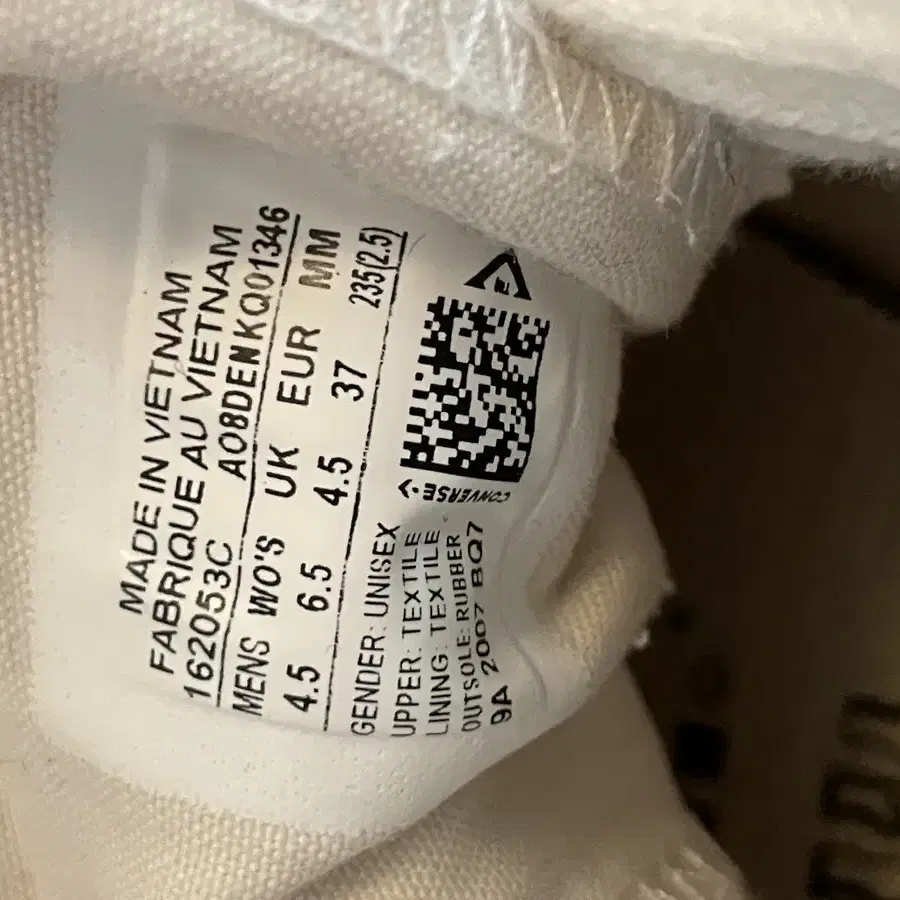 MADE IN VIETNAM
FABRIQUE AU VIETNAM
162053C A08DENKQ01346
MENS WO'S UK EUR MM
4.5 6.5 4.5 37 235(2.5)
GENDER: UNISEX
UPPER: TEXTILE
LINING: TEXTILE
OUTSOLE: RUBBER
9A 2007 BQ7
CONVERSE